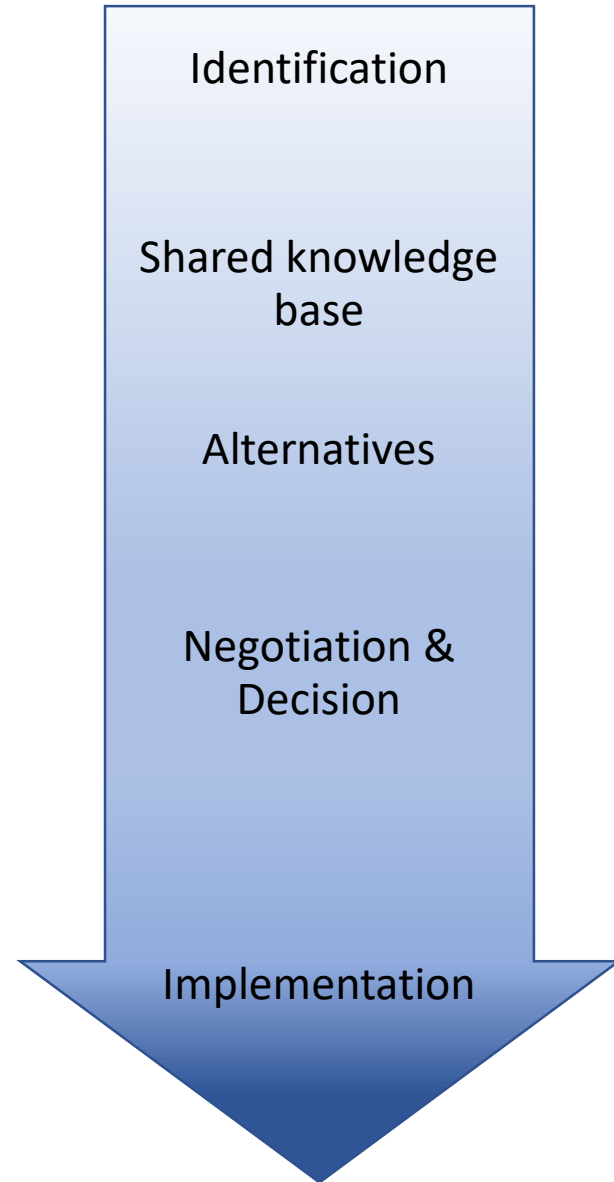 Identification
Shared knowledge
base
Alternatives
Negotiation &
Decision
Implementation